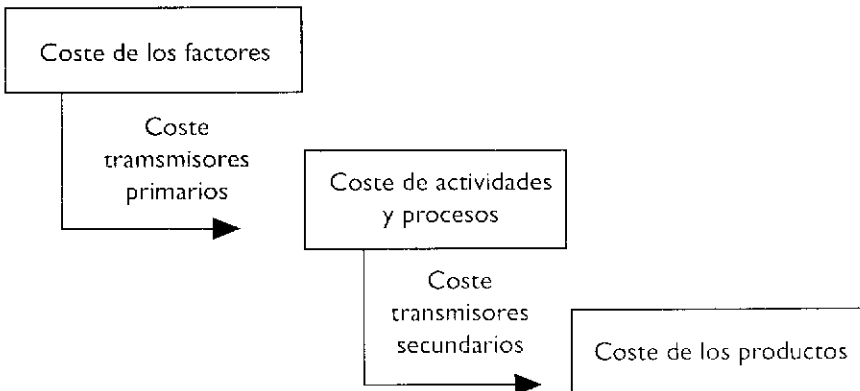 Coste de los factores
Coste
tramsmisores
primarios
Coste de actividades
y procesos
Coste
transmisores
secundarios
Coste de los productos